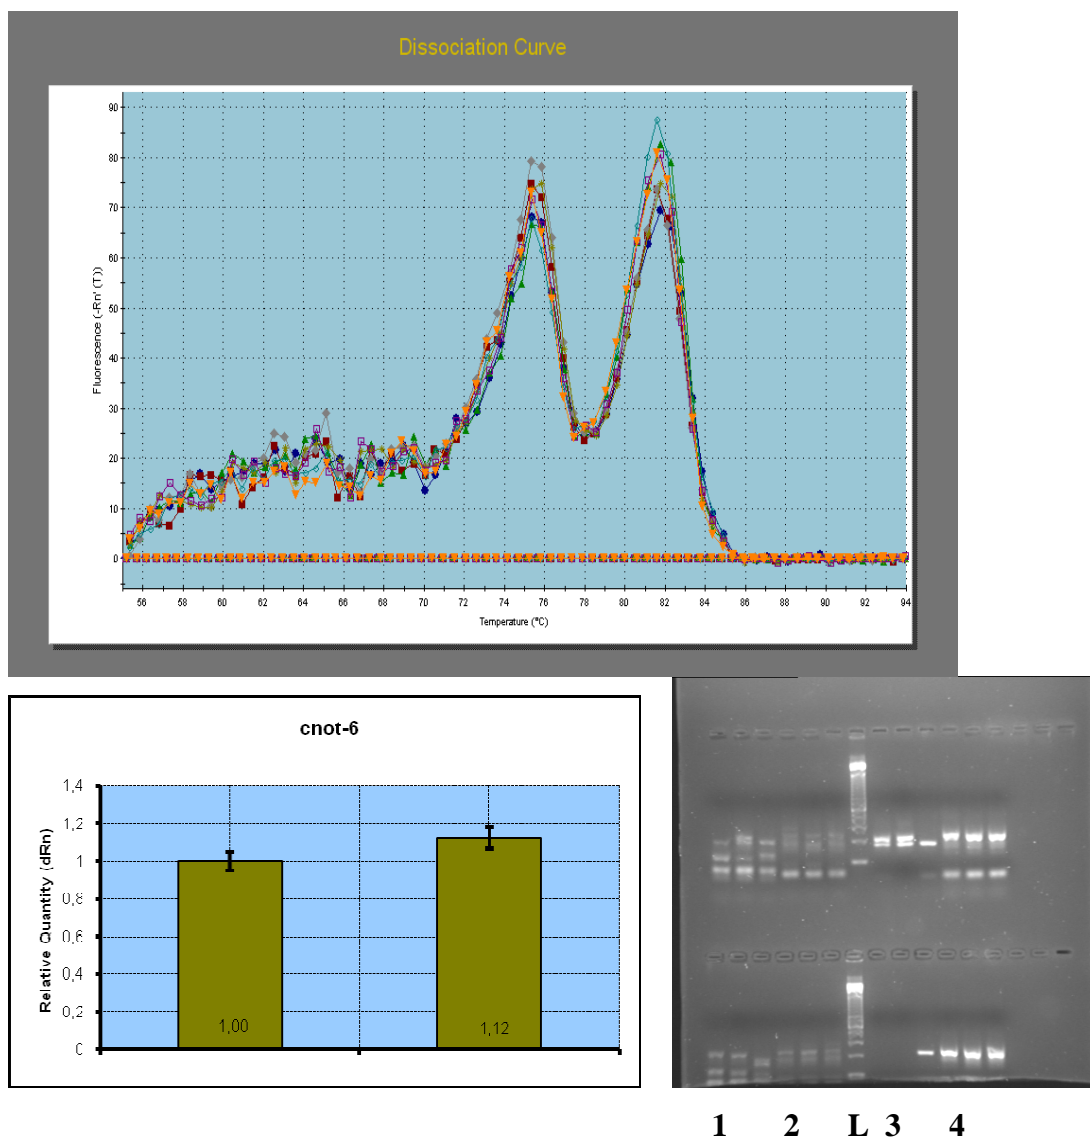 Dissociation Curve
Fluorescence (-Rn' (T))
90
80
70
60
50
40
30
20
10
0
56 58 60 62 64 66 68 70 72 74 76 78 80 82 84 86 88 90 92 94
Temperature (°C)
cnot-6
Relative Quantity (dRn)
1,4
1,2
1
0,8
0,6
0,4
0,2
0
1,00
1,12
1 2 L 3 4